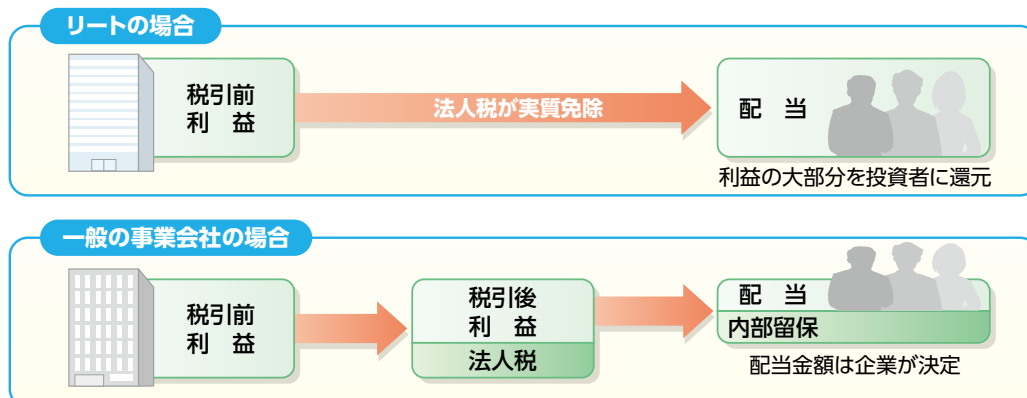 リートの場合
税引前
利 益
法人税が実質免除
配 当
利益の大部分を投資者に還元
一般の事業会社の場合
税引前
利 益
税引後
利 益
法人税
配 当
内部留保
配当金額は企業が決定